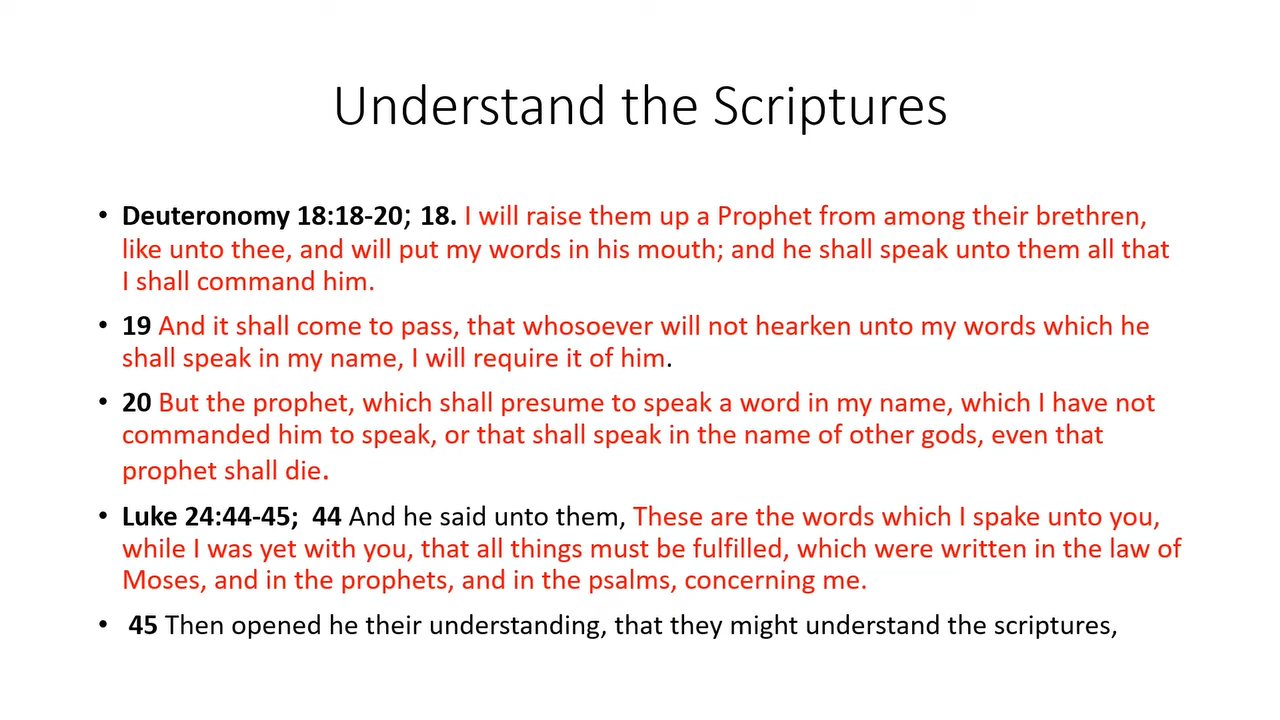 Understand the Scriptures
• Deuteronomy 18:18-20; 18. I will raise them up a Prophet from among their brethren,
like unto thee, and will put my words in his mouth; and he shall speak unto them all that
I shall command him.
• 19 And it shall come to pass, that whosoever will not hearken unto my words which he
shall speak in my name, I will require it of him.
• 20 But the prophet, which shall presume to speak a word in my name, which I have not
commanded him to speak, or that shall speak in the name of other gods, even that
prophet shall die.
• Luke 24:44-45; 44 And he said unto them, These are the words which I spake unto you,
while I was yet with you, that all things must be fulfilled, which were written in the law of
Moses, and in the prophets, and in the psalms, concerning me.
• 45 Then opened he their understanding, that they might understand the scriptures,